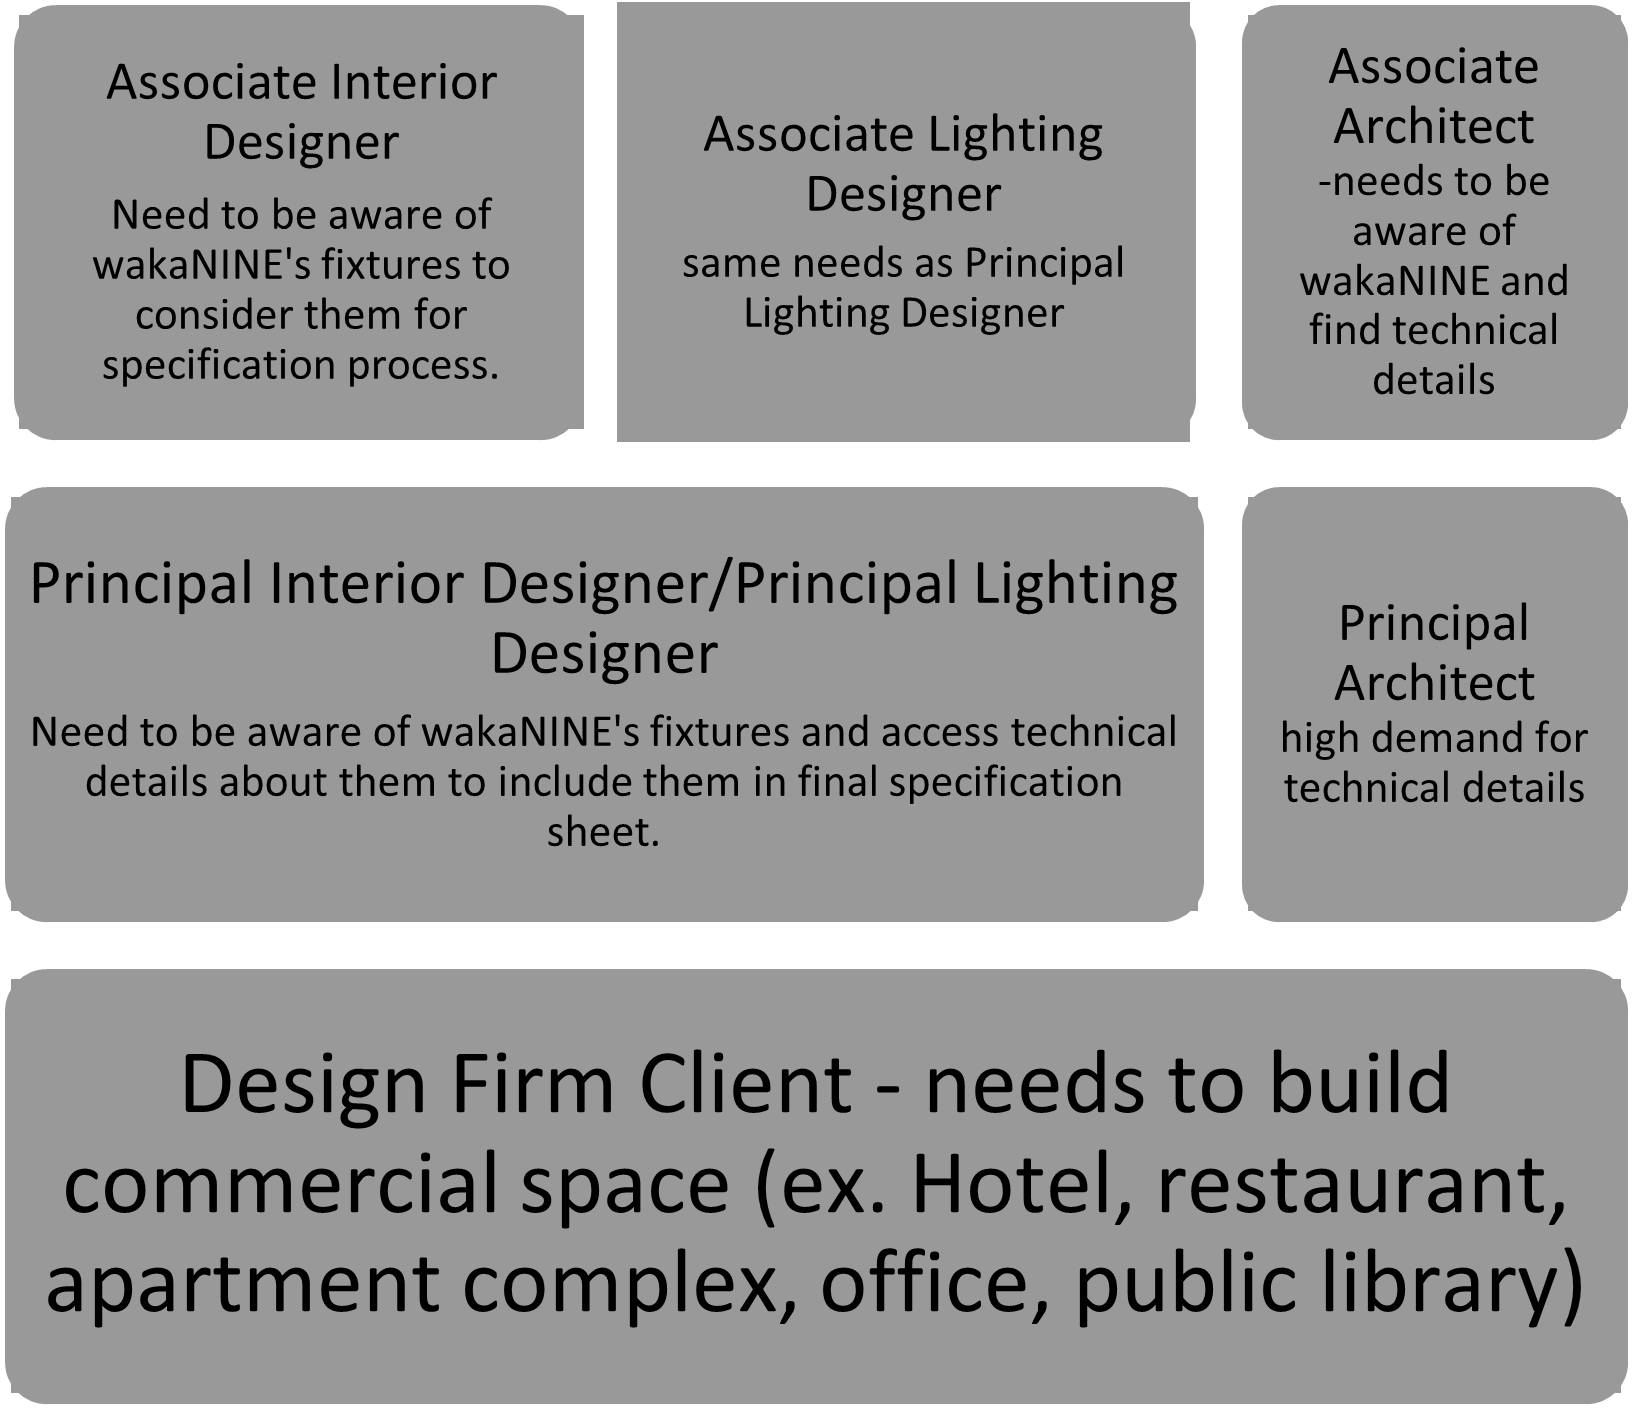 Associate Interior
Designer
Need to be aware of
wakaNINE's fixtures to
consider them for
specification process.
Associate Lighting
Designer
same needs as Principal
Lighting Designer
Associate
Architect
-needs to be
aware of
wakaNINE and
find technical
details
Principal Interior Designer/Principal Lighting
Designer
Need to be aware of wakaNINE's fixtures and access technical
details about them to include them in final specification
sheet.
Principal
Architect
high demand for
technical details
Design Firm Client - needs to build
commercial space (ex. Hotel, restaurant,
apartment complex, office, public library)